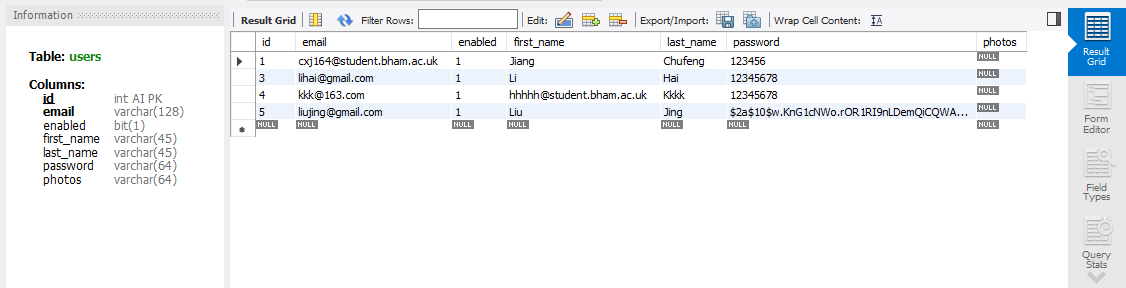 Information
Table: users
Columns:
id int AI PK
email varchar(128)
enabled bit(1)
first_name varchar(45)
last_name varchar(45)
password varchar(64)
photos varchar(64)
Result Grid Filter Rows: Edit: Export/Import: Wrap Cell Content: IA
id email enabled first_name last_name password photos
1 cxj164@student.bham.ac.uk 1 Jiang Chufeng 123456 NULL
3 lihai@gmail.com 1 Li Hai 12345678 NULL
4 kkk@163.com 1 hhhhh@student.bham.ac.uk Kkkk 12345678 NULL
5 liujing@gmail.com 1 Liu Jing $2a$10$w.KnG1cNWo.rOR1RI9nLDemQiCQWA... NULL
NULL NULL NULL NULL NULL NULL NULL
Result
Grid
Form
Editor
Field
Types
Query
Stats